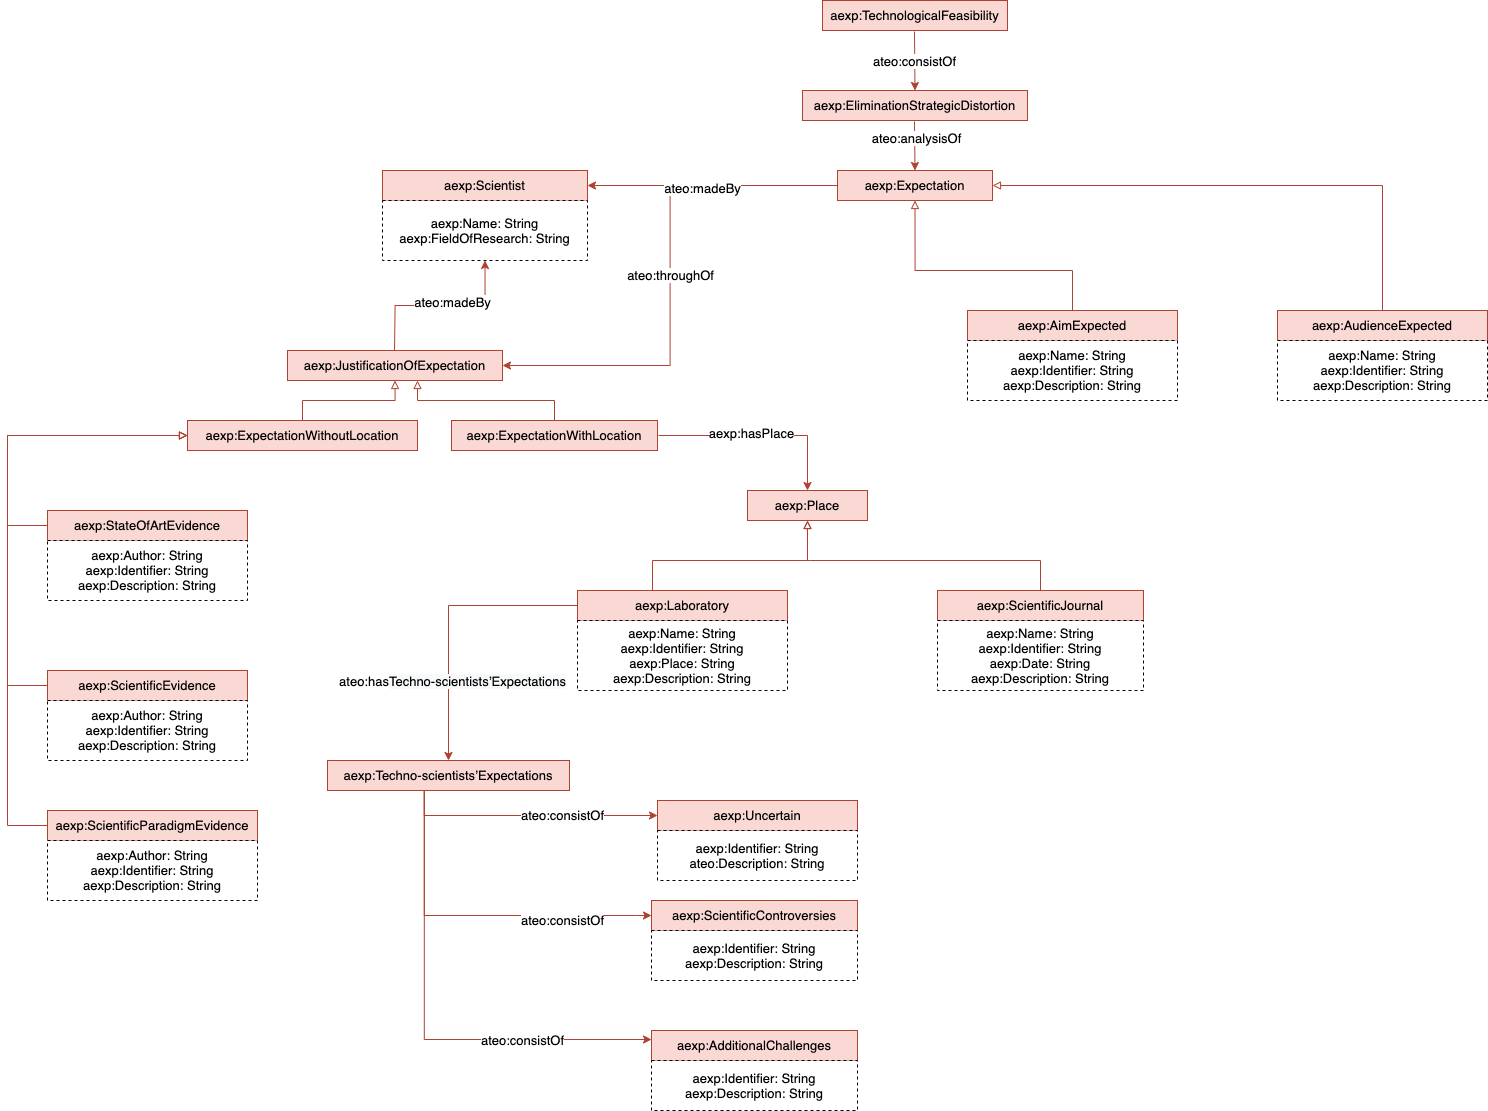 aexp:TechnologicalFeasibility
ateo:consistOf
aexp:EliminationStrategicDistortion
ateo:analysisOf
aexp:Scientist
ateo:madeBy
aexp:Expectation
aexp:Name: String
aexp:FieldOfResearch: String
ateo:throughOf
ateo:madeBy
aexp:AimExpected
aexp:Name: String
aexp:Identifier: String
aexp:Description: String
aexp:AudienceExpected
aexp:Name: String
aexp:Identifier: String
aexp:Description: String
aexp:JustificationOfExpectation
aexp:ExpectationWithoutLocation
aexp:ExpectationWithLocation
aexp:hasPlace
aexp:Place
aexp:StateOfArtEvidence
aexp:Author: String
aexp:Identifier: String
aexp:Description: String
aexp:Laboratory
aexp:Name: String
aexp:Identifier: String
aexp:Place: String
aexp:Description: String
aexp:ScientificJournal
aexp:Name: String
aexp:Identifier: String
aexp:Date: String
aexp:Description: String
ateo:hasTechno-scientists'Expectations
aexp:ScientificEvidence
aexp:Author: String
aexp:Identifier: String
aexp:Description: String
aexp:Techno-scientists'Expectations
aexp:ScientificParadigmEvidence
aexp:Author: String
aexp:Identifier: String
aexp:Description: String
ateo:consistOf
aexp:Uncertain
aexp:Identifier: String
ateo:Description: String
ateo:consistOf
aexp:ScientificControversies
aexp:Identifier: String
aexp:Description: String
ateo:consistOf
aexp:AdditionalChallenges
aexp:Identifier: String
aexp:Description: String